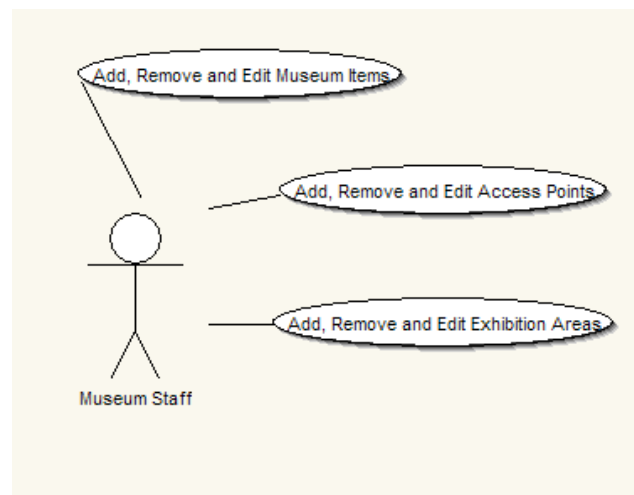 Add, Remove and Edit Museum Items
Add, Remove and Edit Access Points
Add, Remove and Edit Exhibition Areas
Museum Staff